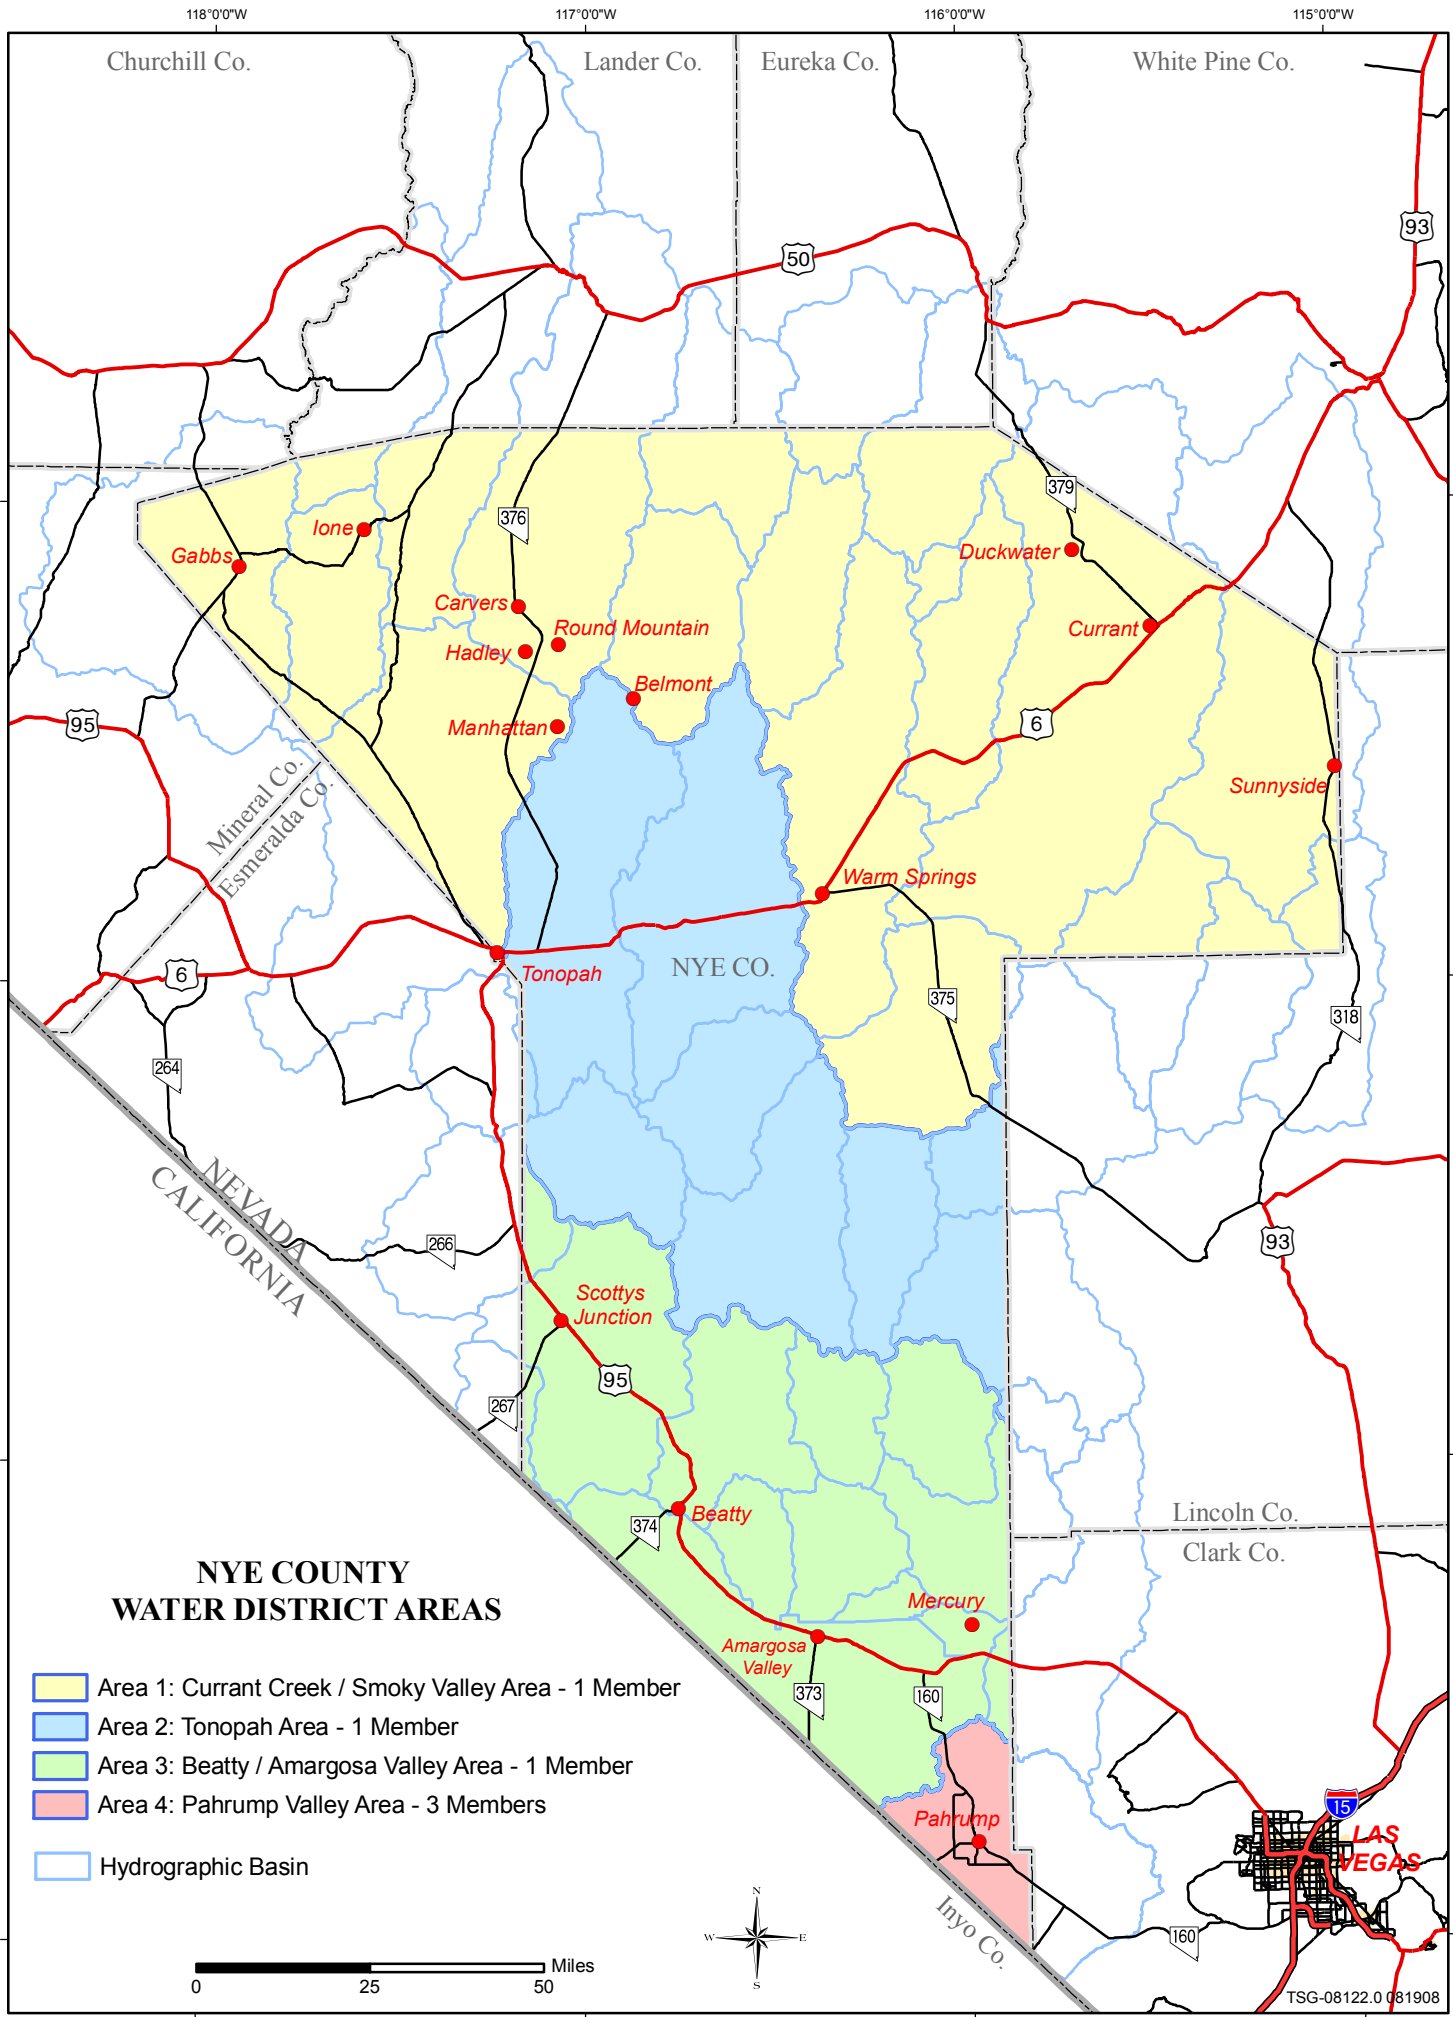 118°0'0"W
117°0'0"W
116°0'0"W
115°0'0"W
Churchill Co.
Lander Co.
Eureka Co.
White Pine Co.
93
50
379
376
Ione
Gabbs
Duckwater
Carvers
Round Mountain
Currant
Hadley
Belmont
Manhattan
95
6
Mineral Co.
Esmeralda Co.
Sunnyside
Warm Springs
NYE CO.
Tonopah
6
375
318
264
NEVADA
CALIFORNIA
266
93
Scottys
Junction
95
267
Beatty
374
Lincoln Co.
Clark Co.
NYE COUNTY
WATER DISTRICT AREAS
Mercury
Amargosa
Valley
373
160
Area 1: Currant Creek / Smoky Valley Area - 1 Member
Area 2: Tonopah Area - 1 Member
Area 3: Beatty / Amargosa Valley Area - 1 Member
Area 4: Pahrump Valley Area - 3 Members
Hydrographic Basin
Pahrump
15
LAS
VEGAS
Inyo Co.
160
N
W
E
S
Miles
0
25
50
TSG-08122.0 081908